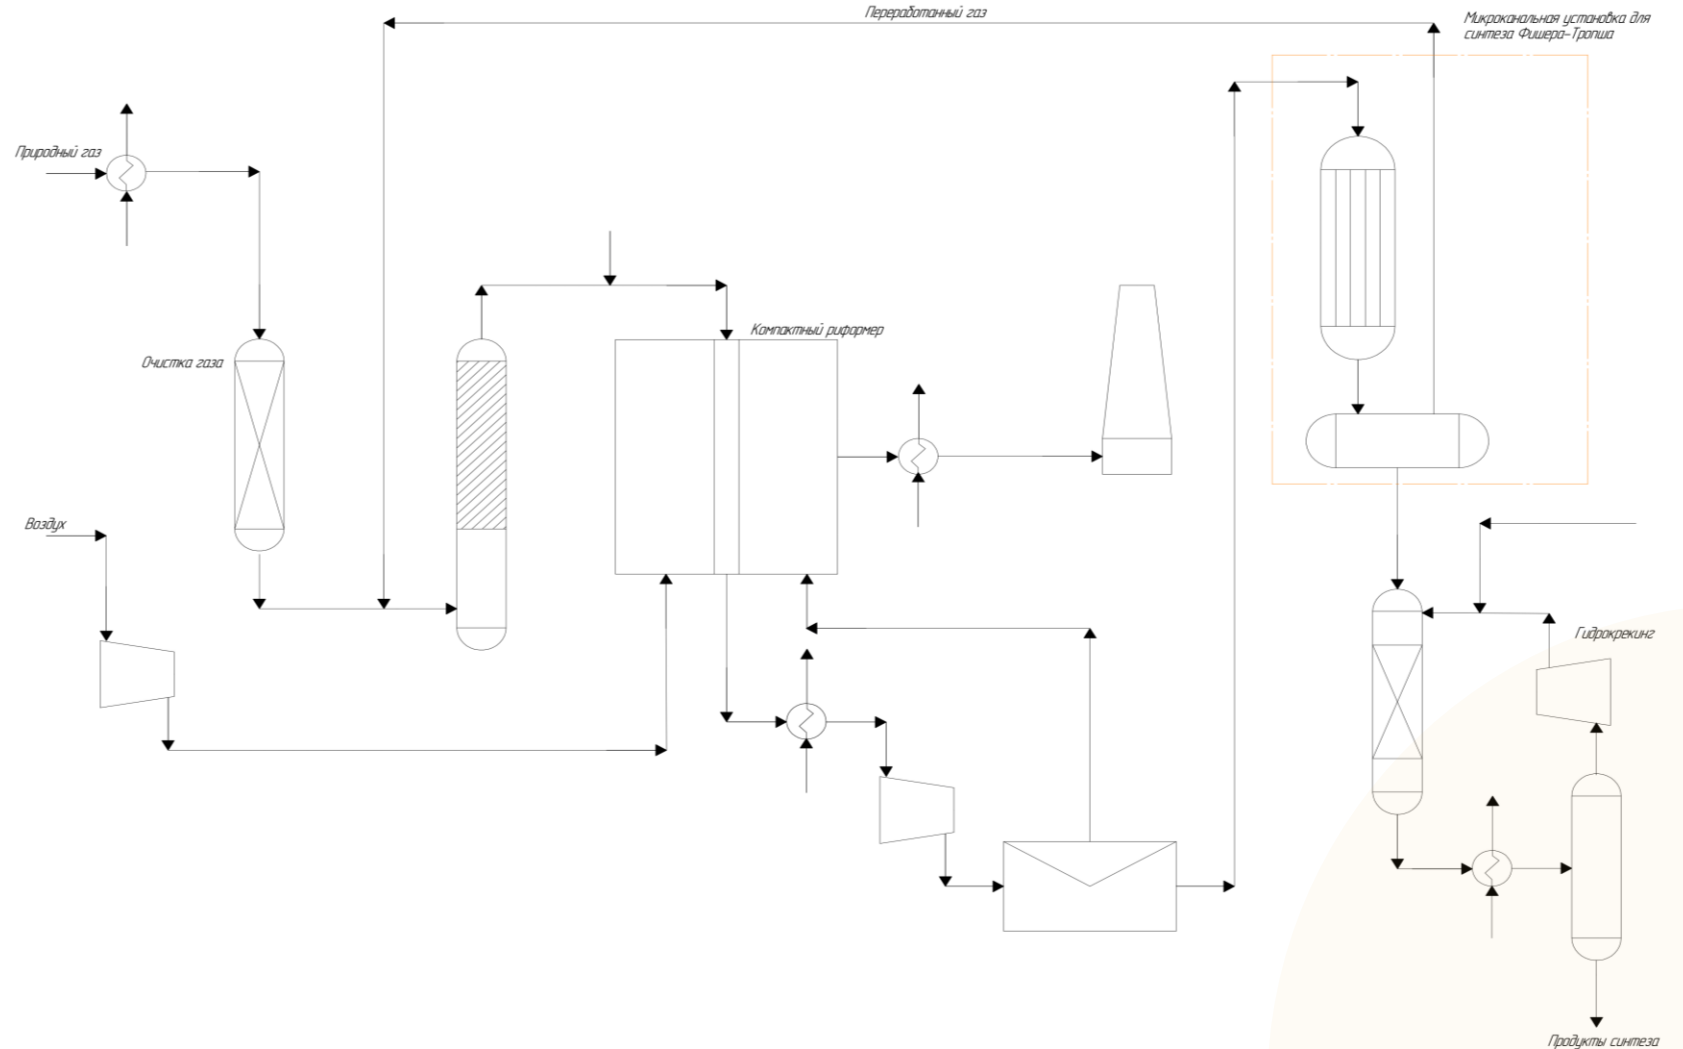 Переработанный газ
Микроканальная установка для
синтеза Фишера-Тропша
Природный газ
Компактный риформер
Очистка газа
Воздух
Гидрокрекинг
Продукты синтеза